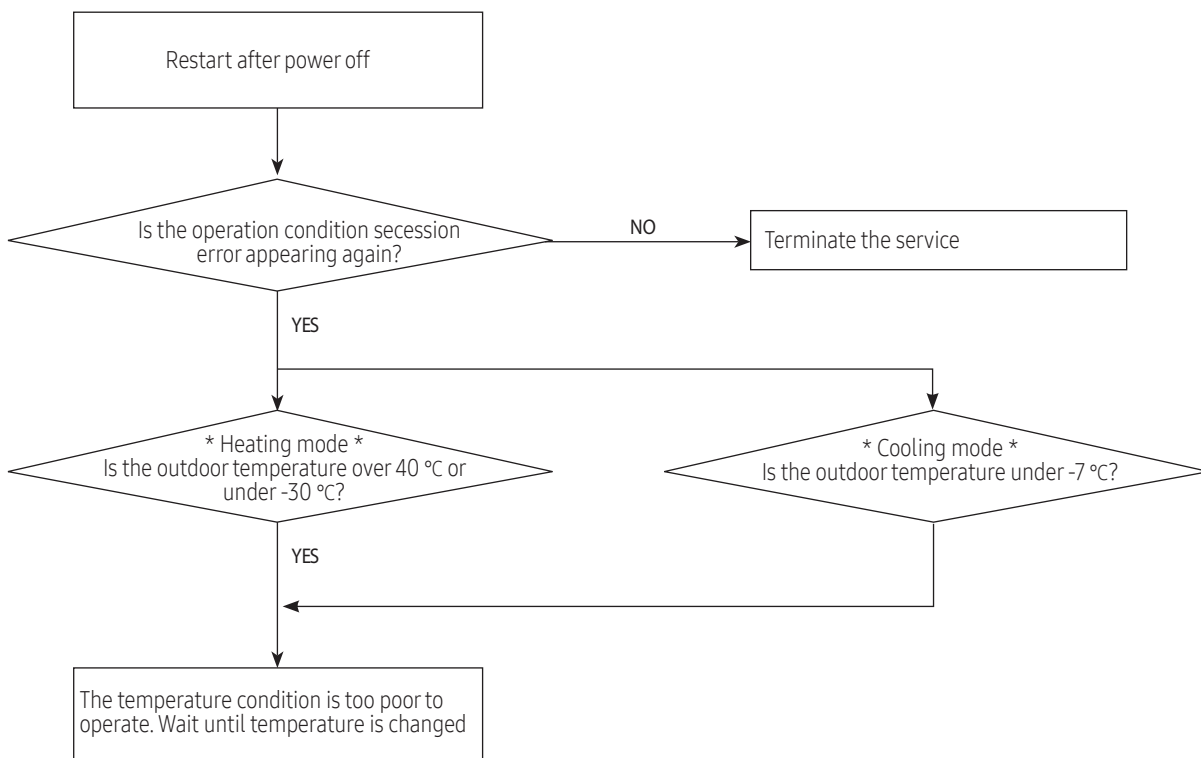 Restart after power off
Is the operation condition secession
error appearing again?
NO
Terminate the service
YES
* Heating mode *
Is the outdoor temperature over 40 °C or
under -30 °C?
* Cooling mode *
Is the outdoor temperature under -7 °C?
YES
The temperature condition is too poor to
operate. Wait until temperature is changed